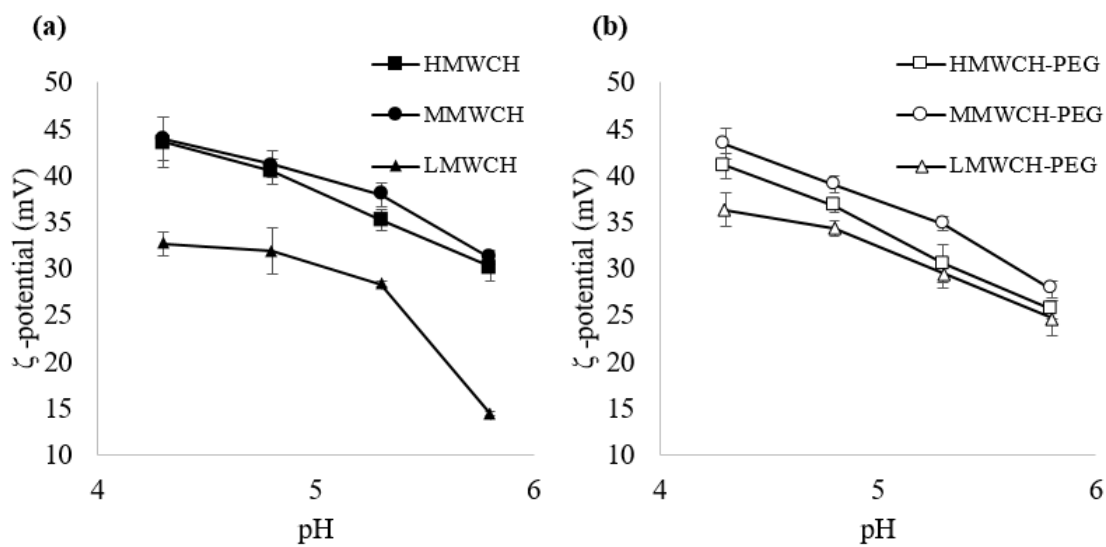 (a)
HMWCH
MMWCH
LMWCH
50
45
40
35
30
25
20
15
10
ζ-potential (mV)
4
5
6
pH
(b)
HMWCH-PEG
MMWCH-PEG
LMWCH-PEG
50
45
40
35
30
25
20
15
10
ζ-potential (mV)
4
5
6
pH